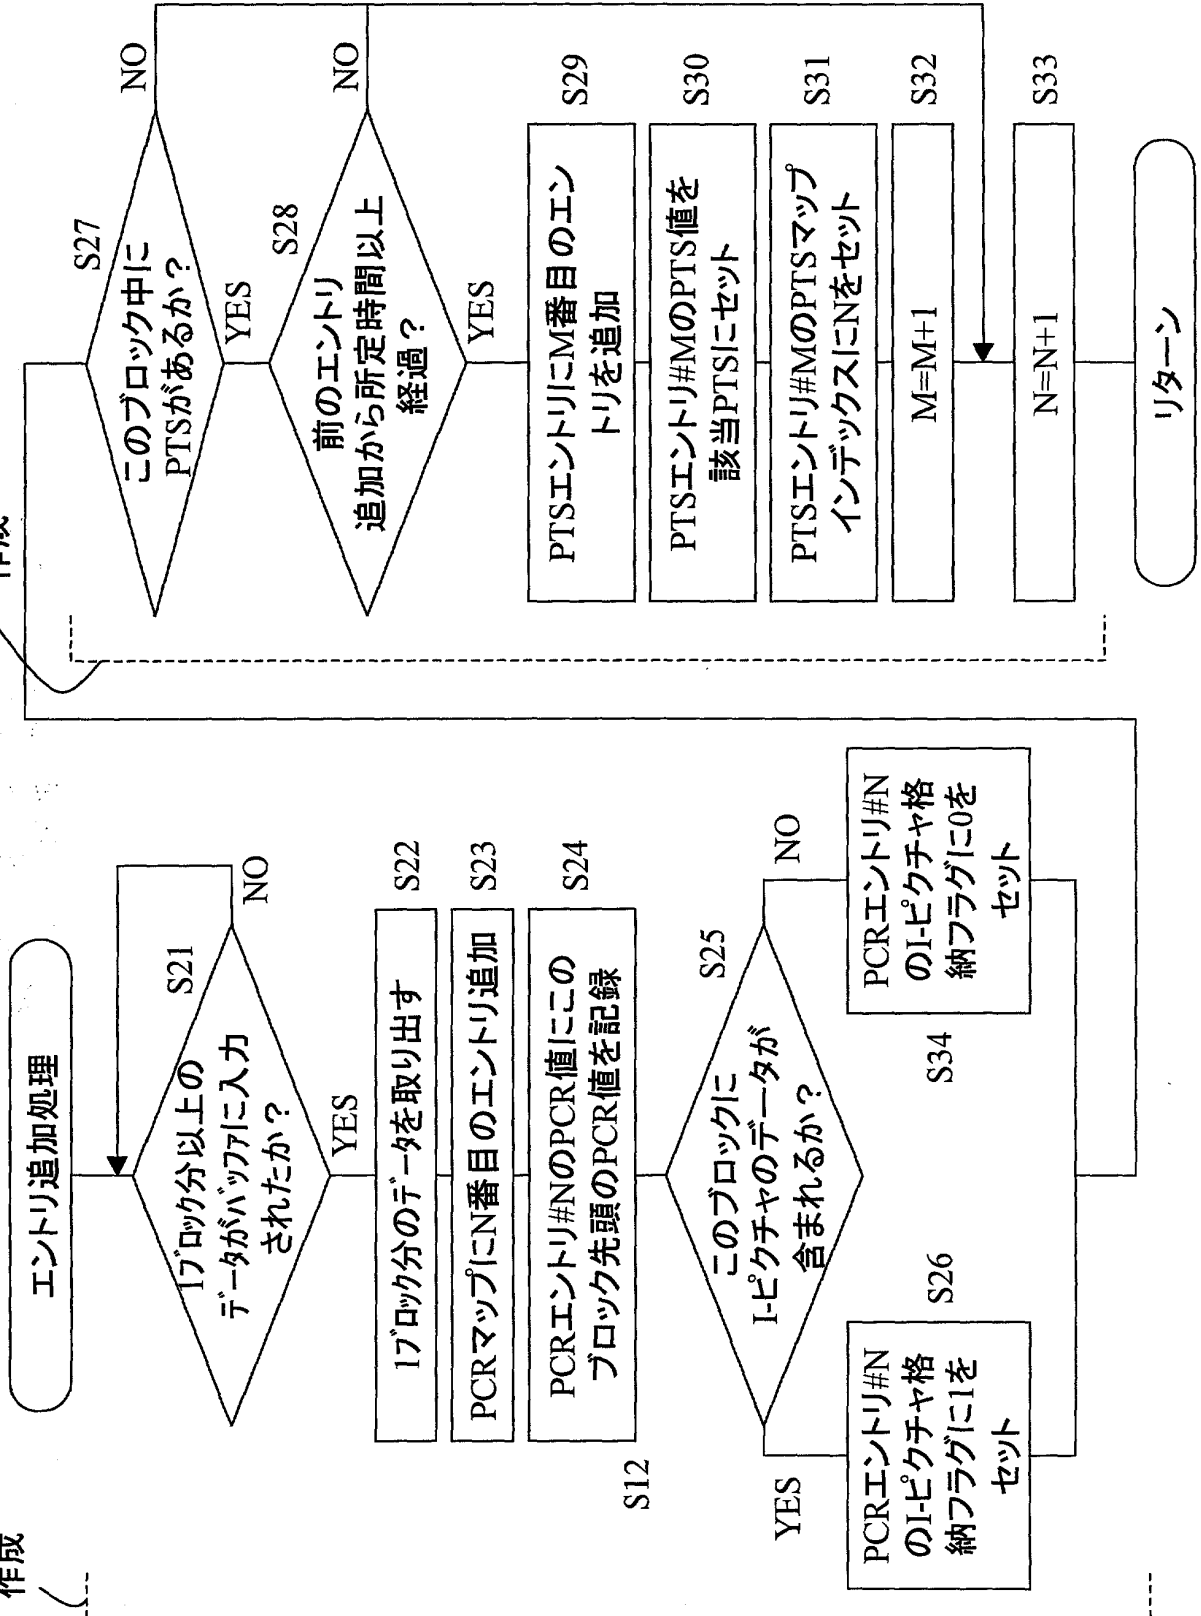 作成
エントリ追加処理
S21
1ブロック分以上の
データがバッファに入力
されたか?
NO
YES
1ブロック分のデータを取り出す
S22
PCRマップにN番目のエントリ追加
S23
PCRエントリ#NのPCR値にこの
ブロック先頭のPCR値を記録
S24
S12
S25
このブロックに
I-ピクチャのデータが
含まれるか?
YES
NO
S26
PCRエントリ#N
のI-ピクチャ格
納フラグに1を
セット
S34
PCRエントリ#N
のI-ピクチャ格
納フラグに0を
セット
作成
S27
このブロック中に
PTSがあるか?
NO
YES
S28
前のエントリ
追加から所定時間以上
経過?
NO
YES
PTSエントリにM番目のエン
トリを追加
S29
PTSエントリ#MのPTS値を
該当PTSにセット
S30
PTSエントリ#MのPTSマップ
インデックスにNをセット
S31
M=M+1
S32
N=N+1
S33
リターン